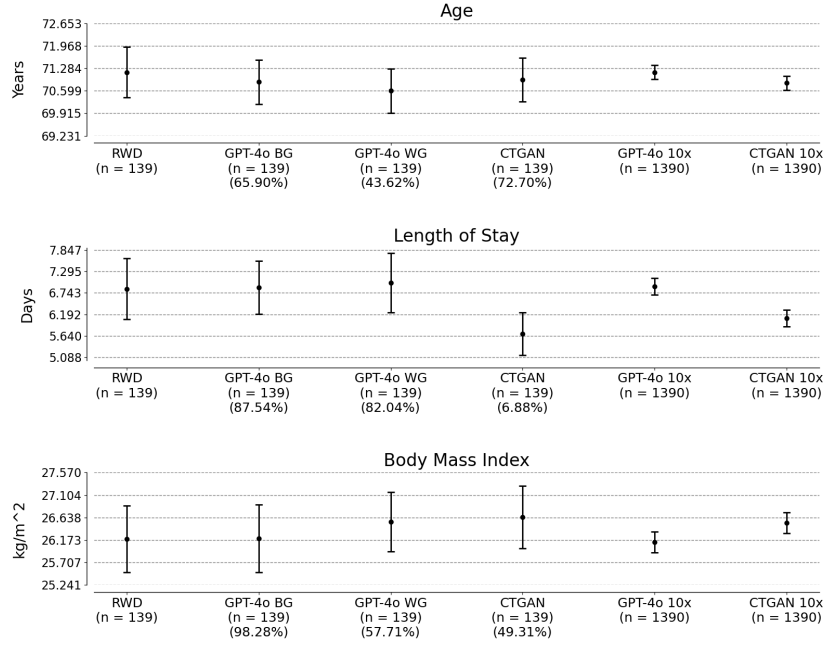 Age
Years
72.653
71.968
71.284
70.599
69.915
69.231
RWD GPT-4o BG GPT-4o WG CTGAN GPT-4o 10x CTGAN 10x
(n = 139) (n = 139) (n = 139) (n = 139) (n = 1390) (n = 1390)
(65.90%) (43.62%) (72.70%)
Length of Stay
Days
7.847
7.295
6.743
6.192
5.640
5.088
RWD GPT-4o BG GPT-4o WG CTGAN GPT-4o 10x CTGAN 10x
(n = 139) (n = 139) (n = 139) (n = 139) (n = 1390) (n = 1390)
(87.54%) (82.04%) (6.88%)
Body Mass Index
kg/m^2
27.570
27.104
26.638
26.173
25.707
25.241
RWD GPT-4o BG GPT-4o WG CTGAN GPT-4o 10x CTGAN 10x
(n = 139) (n = 139) (n = 139) (n = 139) (n = 1390) (n = 1390)
(98.28%) (57.71%) (49.31%)